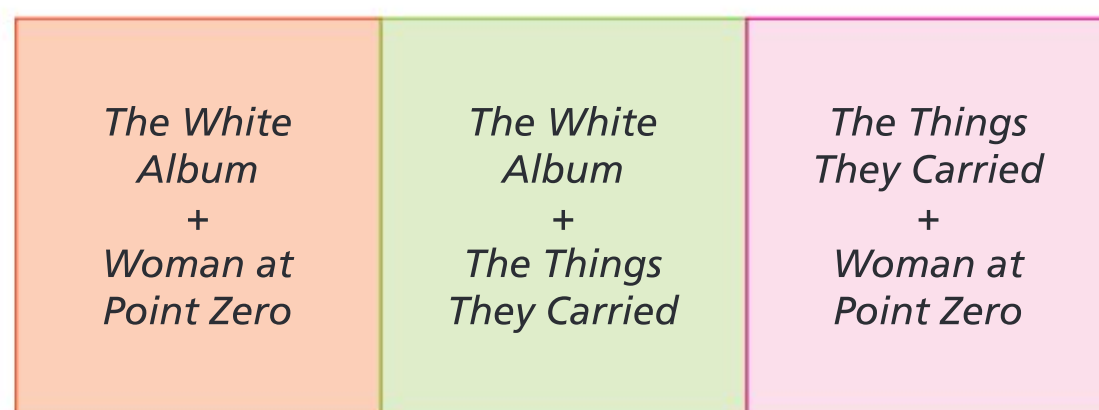 The White
Album
+
Woman at
Point Zero
The White
Album
+
The Things
They Carried
The Things
They Carried
+
Woman at
Point Zero